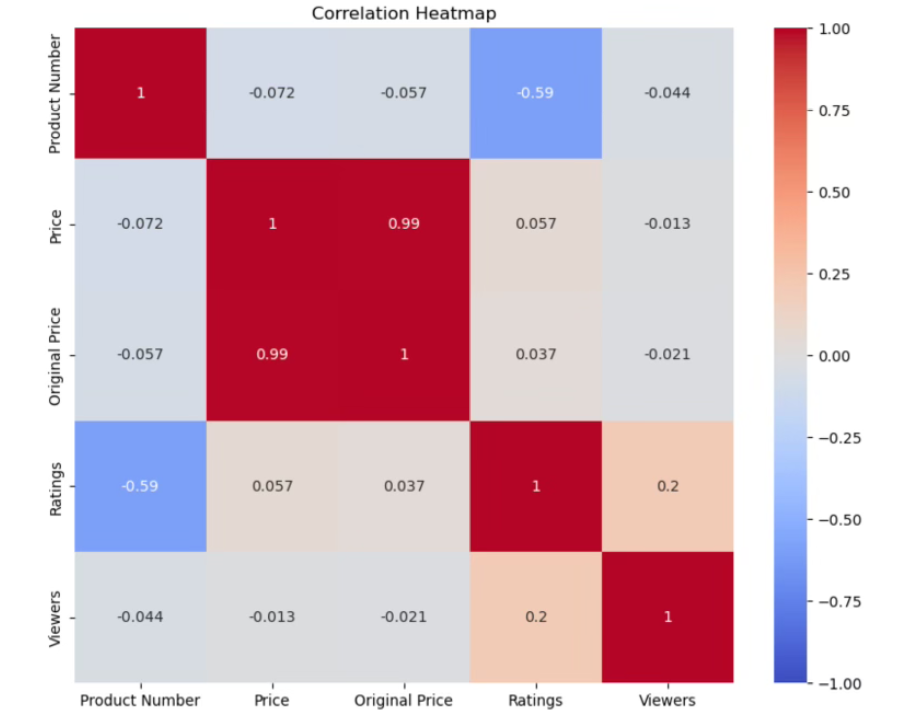 Correlation Heatmap
Product Number 1 -0.072 -0.057 -0.59 -0.044
Price -0.072 1 0.99 0.057 -0.013
Original Price -0.057 0.99 1 0.037 -0.021
Ratings -0.59 0.057 0.037 1 0.2
Viewers -0.044 -0.013 -0.021 0.2 1
Product Number Price Original Price Ratings Viewers
1.00
0.75
0.50
0.25
0.00
−0.25
−0.50
−0.75
−1.00